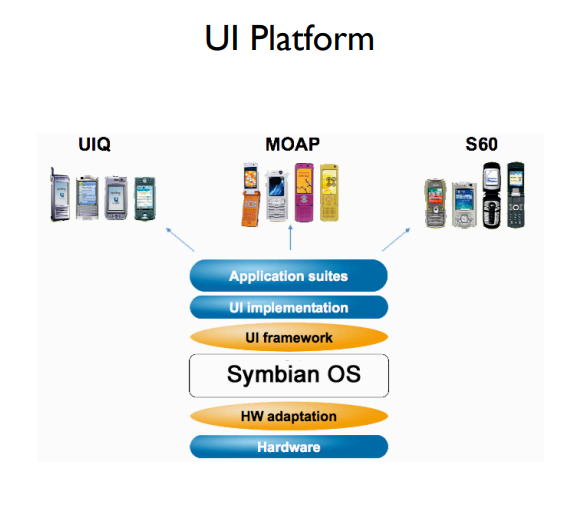 UI Platform
UIQ
MOAP
S60
Application suites
UI implementation
UI framework
Symbian OS
HW adaptation
Hardware